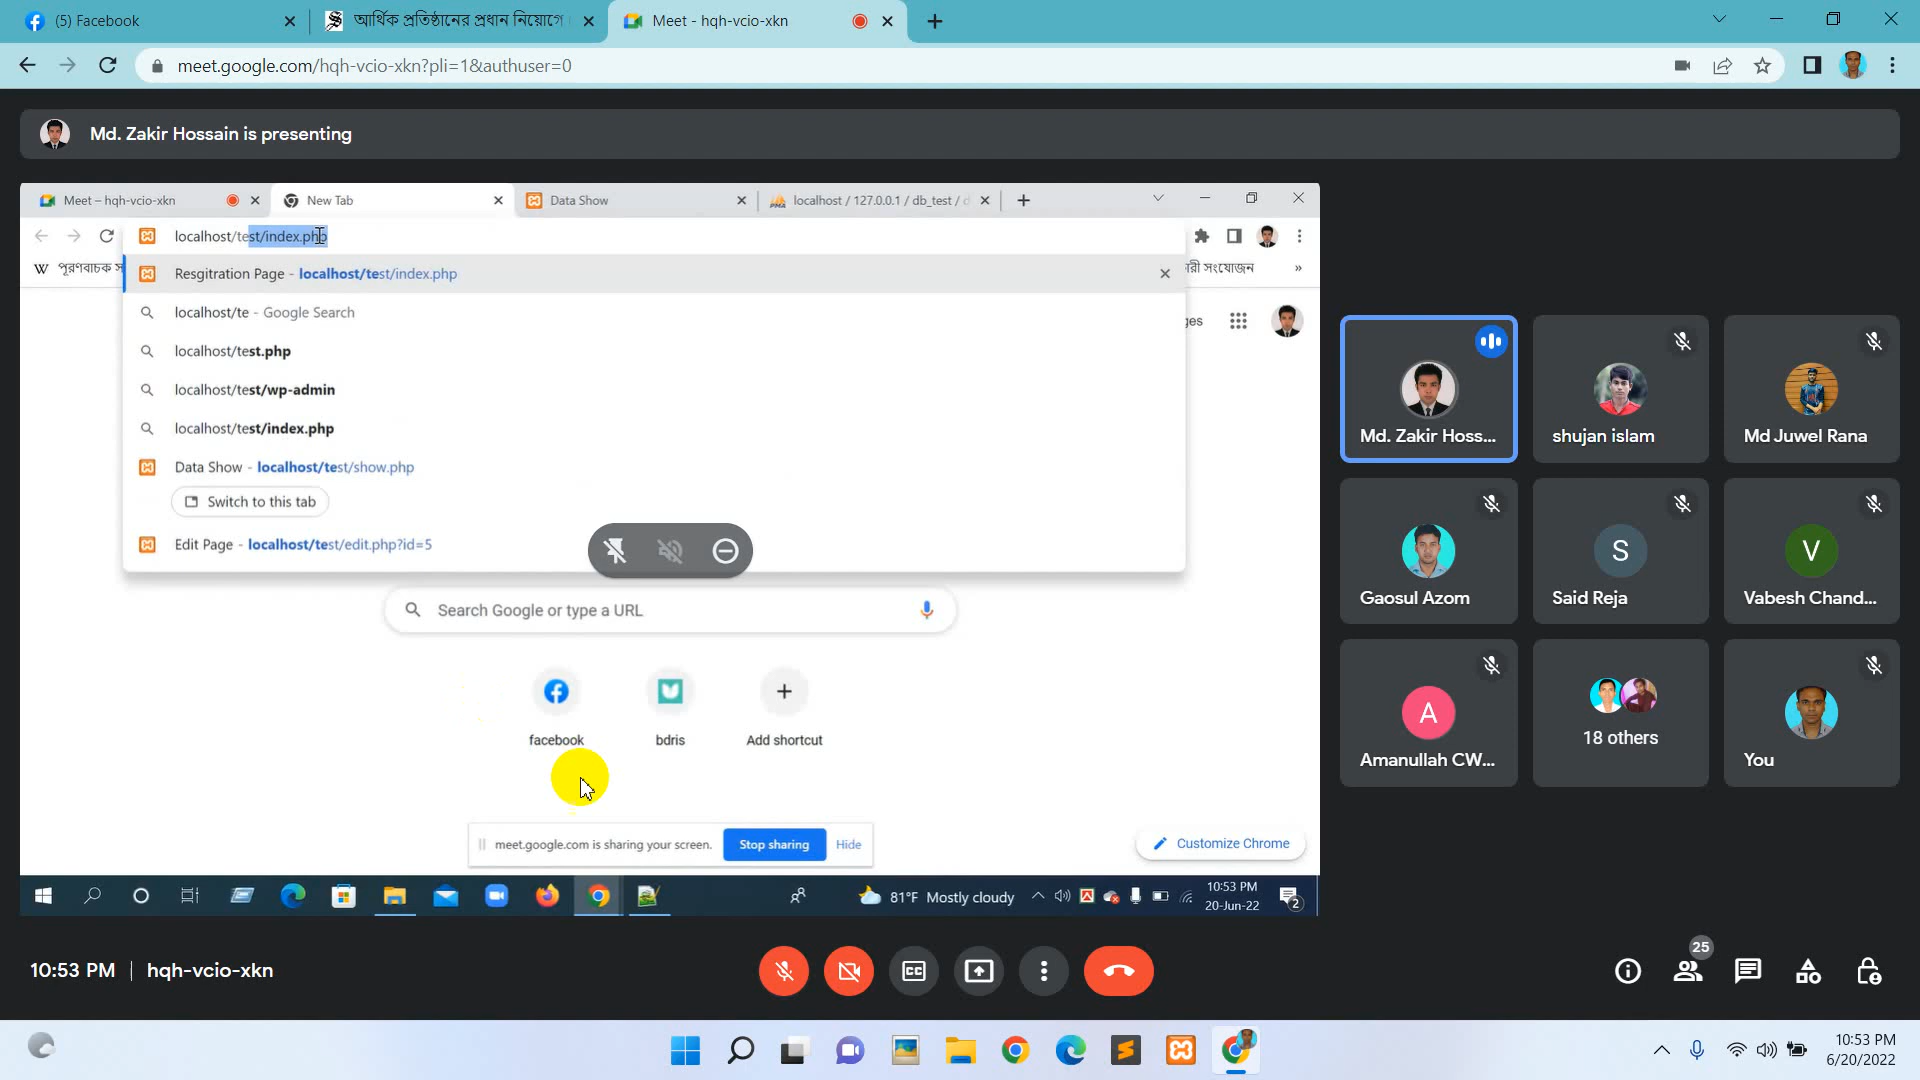 (5) Facebook
আর্থিক প্রতিষ্ঠানের প্রধান নিয়োগে
Meet - hqh-vcio-xkn
meet.google.com/hqh-vcio-xkn?pli=1&authuser=0
Md. Zakir Hossain is presenting
Meet – hqh-vcio-xkn
New Tab
Data Show
localhost / 127.0.0.1 / db_test / d
localhost/test/index.php
W পূরণবাচক স
রী সংযোজন
»
Resgitration Page - localhost/test/index.php
localhost/te - Google Search
ges
localhost/test.php
localhost/test/wp-admin
localhost/test/index.php
Data Show - localhost/test/show.php
Switch to this tab
Edit Page - localhost/test/edit.php?id=5
Search Google or type a URL
facebook
bdris
Add shortcut
meet.google.com is sharing your screen.
Stop sharing
Hide
Customize Chrome
81°F Mostly cloudy
10:53 PM
20-Jun-22
2
Md. Zakir Hoss...
shujan islam
Md Juwel Rana
Gaosul Azom
S
Said Reja
V
Vabesh Chand...
A
Amanullah CW...
18 others
You
10:53 PM | hqh-vcio-xkn
CC
25
10:53 PM
6/20/2022